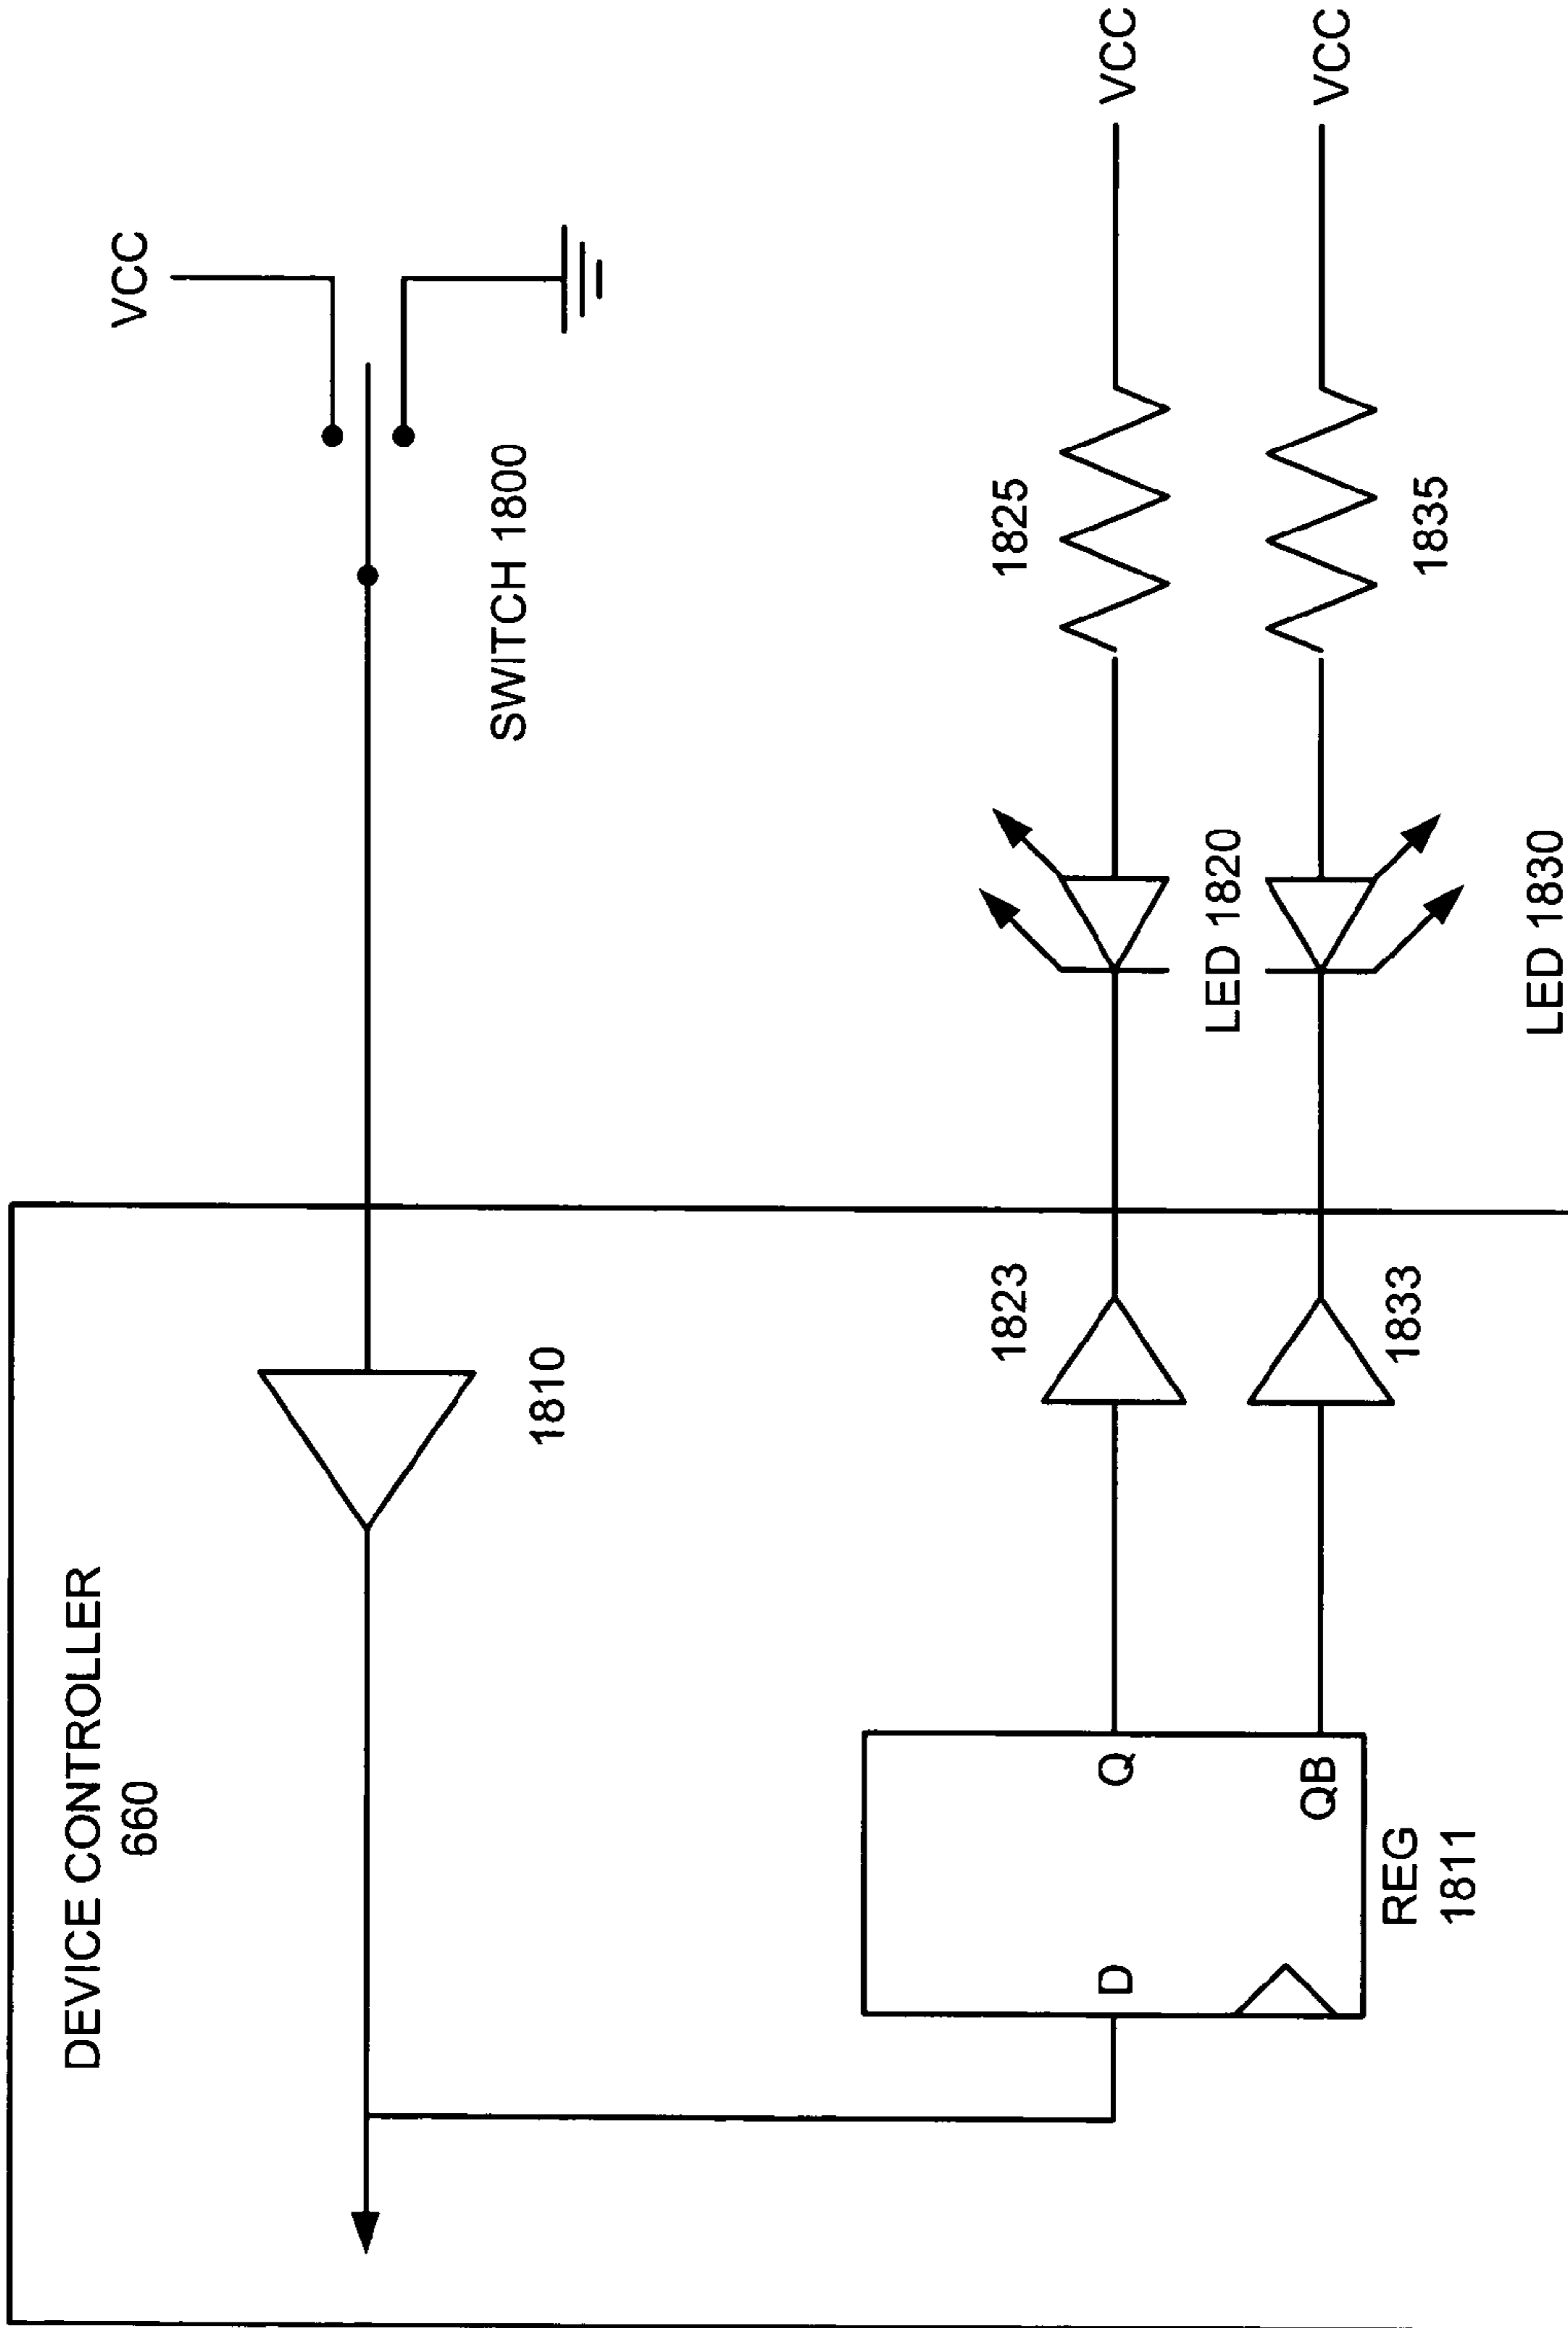 DEVICE CONTROLLER
660
1810
VCC
SWITCH 1800
D
Q
QB
REG
1811
1823
1833
LED 1820
LED 1830
1825
1835
VCC
VCC